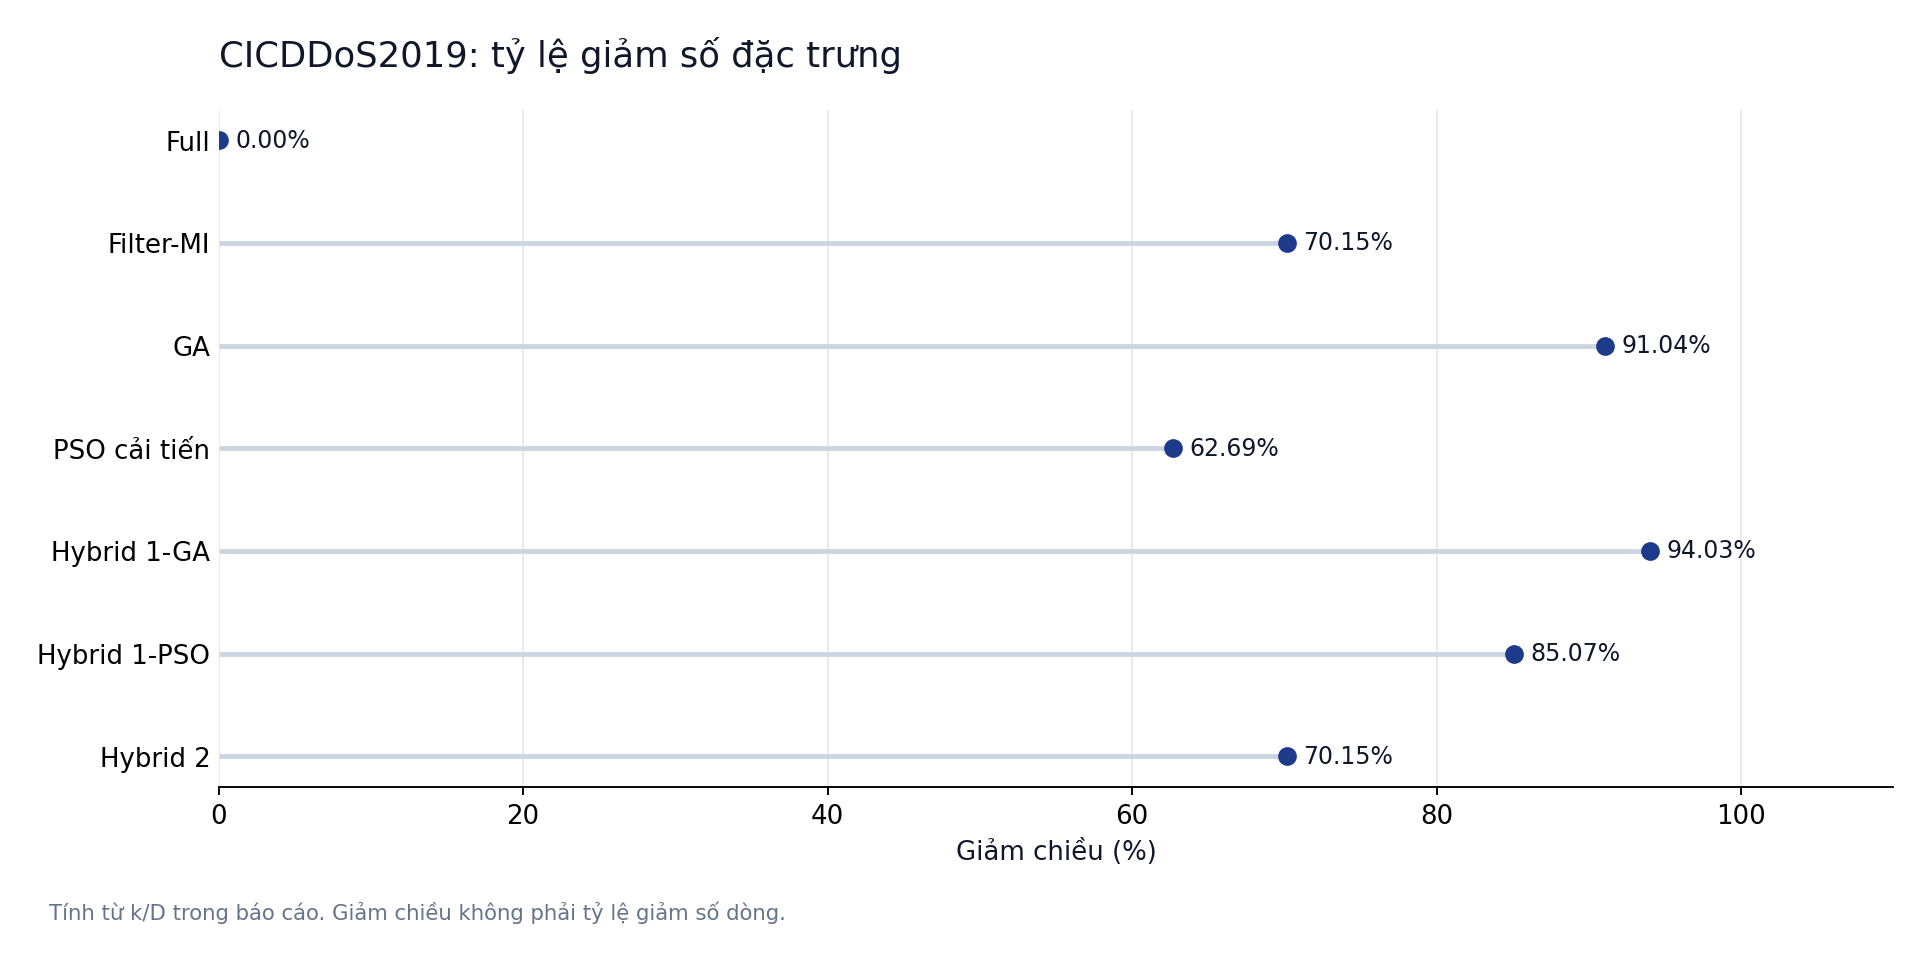 CICDDoS2019: tỷ lệ giảm số đặc trưng
Full 0.00%
Filter-MI 70.15%
GA 91.04%
PSO cải tiến 62.69%
Hybrid 1-GA 94.03%
Hybrid 1-PSO 85.07%
Hybrid 2 70.15%
0 20 40 60 80 100
Giảm chiều (%)
Tính từ k/D trong báo cáo. Giảm chiều không phải tỷ lệ giảm số dòng.